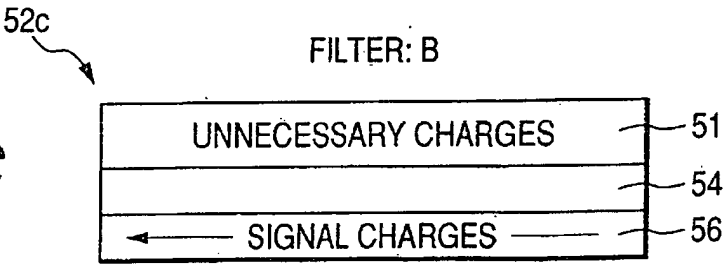 52c
FILTER: B
UNNECESSARY CHARGES
51
54
SIGNAL CHARGES
56